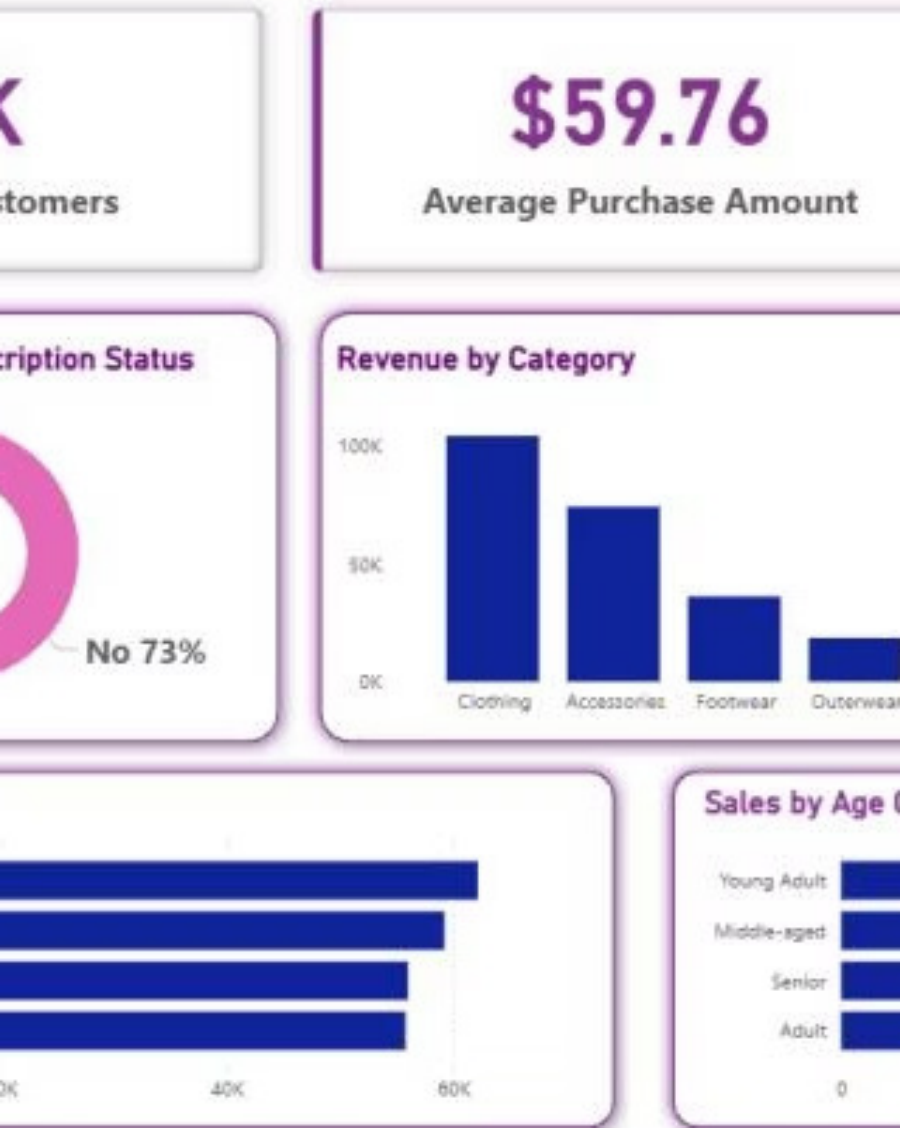 K
stomers
$59.76
Average Purchase Amount
cription Status
No 73%
Revenue by Category
100K
50K
0K
Clothing
Accessories
Footwear
Outerwear
0K
40K
60K
Sales by Age
Young Adult
Middle-aged
Senior
Adult
0